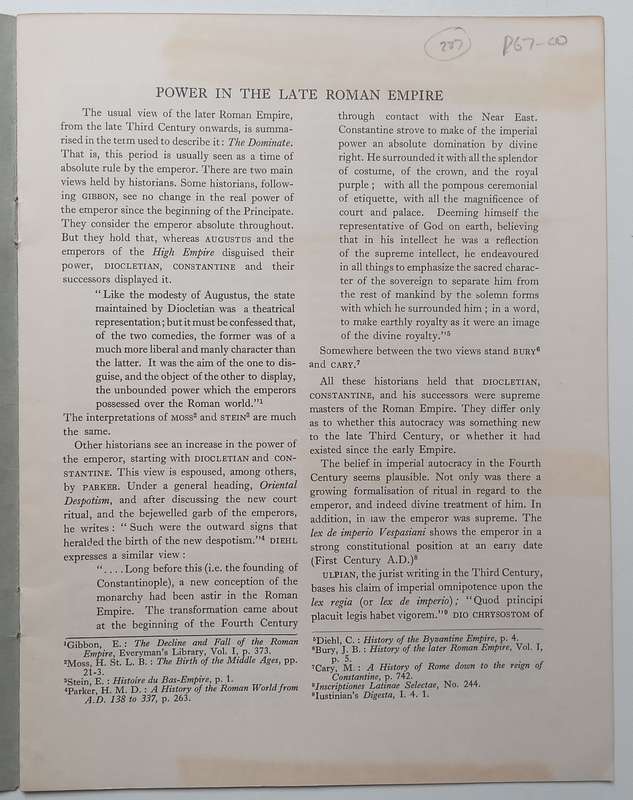 207
P67-00
POWER IN THE LATE ROMAN EMPIRE
The usual view of the later Roman Empire,
from the late Third Century onwards, is summa-
rised in the term used to describe it : The Dominate.
That is, this period is usually seen as a time of
absolute rule by the emperor. There are two main
views held by historians. Some historians, follow-
ing GIBBON, see no change in the real power of
the emperor since the beginning of the Principate.
They consider the emperor absolute throughout.
But they hold that, whereas AUGUSTUS and the
emperors of the High Empire disguised their
power, DIOCLETIAN, CONSTANTINE and their
successors displayed it.
"Like the modesty of Augustus, the state
maintained by Diocletian was a theatrical
representation; but it must be confessed that,
of the two comedies, the former was of a
much more liberal and manly character than
the latter. It was the aim of the one to dis-
guise, and the object of the other to display,
the unbounded power which the emperors
possessed over the Roman world."¹
The interpretations of MOSS² and STEIN³ are much
the same.
Other historians see an increase in the power of
the emperor, starting with DIOCLETIAN and CON-
STANTINE. This view is espoused, among others,
by PARKER. Under a general heading, Oriental
Despotism, and after discussing the new court
ritual, and the bejewelled garb of the emperors,
he writes : "Such were the outward signs that
heralded the birth of the new despotism."⁴ DIEHL
expresses a similar view :
". . . . Long before this (i.e. the founding of
Constantinople), a new conception of the
monarchy had been astir in the Roman
Empire. The transformation came about
at the beginning of the Fourth Century
¹Gibbon, E. : The Decline and Fall of the Roman
Empire, Everyman's Library, Vol. I, p. 373.
²Moss, H. St. L. B. : The Birth of the Middle Ages, pp.
21-3.
³Stein, E. : Histoire du Bas-Empire, p. 1.
⁴Parker, H. M. D. : A History of the Roman World from
A.D. 138 to 337, p. 263.
through contact with the Near East.
Constantine strove to make of the imperial
power an absolute domination by divine
right. He surrounded it with all the splendor
of costume, of the crown, and the royal
purple ; with all the pompous ceremonial
of etiquette, with all the magnificence of
court and palace. Deeming himself the
representative of God on earth, believing
that in his intellect he was a reflection
of the supreme intellect, he endeavoured
in all things to emphasize the sacred charac-
ter of the sovereign to separate him from
the rest of mankind by the solemn forms
with which he surrounded him ; in a word,
to make earthly royalty as it were an image
of the divine royalty."⁵
Somewhere between the two views stand BURY⁶
and CARY.⁷
All these historians held that DIOCLETIAN,
CONSTANTINE, and his successors were supreme
masters of the Roman Empire. They differ only
as to whether this autocracy was something new
to the late Third Century, or whether it had
existed since the early Empire.
The belief in imperial autocracy in the Fourth
Century seems plausible. Not only was there a
growing formalisation of ritual in regard to the
emperor, and indeed divine treatment of him. In
addition, in law the emperor was supreme. The
lex de imperio Vespasiani shows the emperor in a
strong constitutional position at an early date
(First Century A.D.)⁸
ULPIAN, the jurist writing in the Third Century,
bases his claim of imperial omnipotence upon the
lex regia (or lex de imperio) ; "Quod principi
placuit legis habet vigorem."⁹ DIO CHRYSOSTOM of
⁵Diehl, C. : History of the Byzantine Empire, p. 4.
⁶Bury, J. B. : History of the later Roman Empire, Vol. I,
p. 5.
⁷Cary, M. : A History of Rome down to the reign of
Constantine, p. 742.
⁸Inscriptiones Latinae Selectae, No. 244.
⁹Iustinian's Digesta, I. 4. 1.